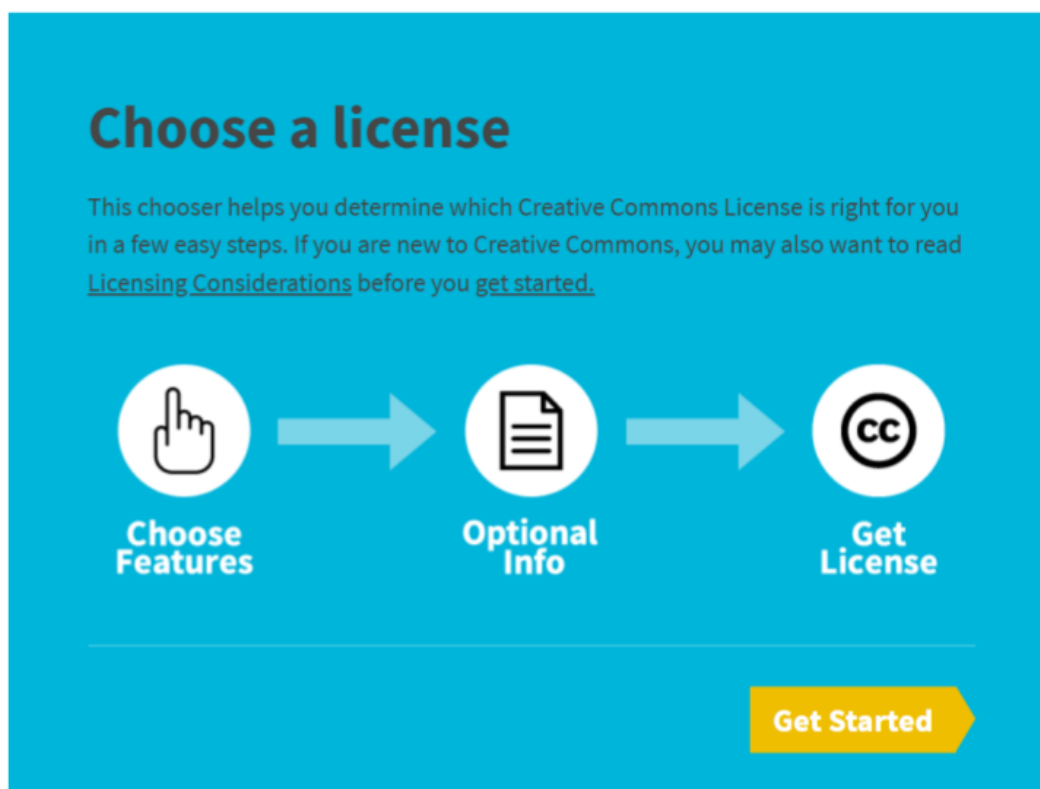 Choose a license
This chooser helps you determine which Creative Commons License is right for you
in a few easy steps. If you are new to Creative Commons, you may also want to read
Licensing Considerations before you get started.
cc
Choose
Features
Optional
Info
Get
License
Get Started